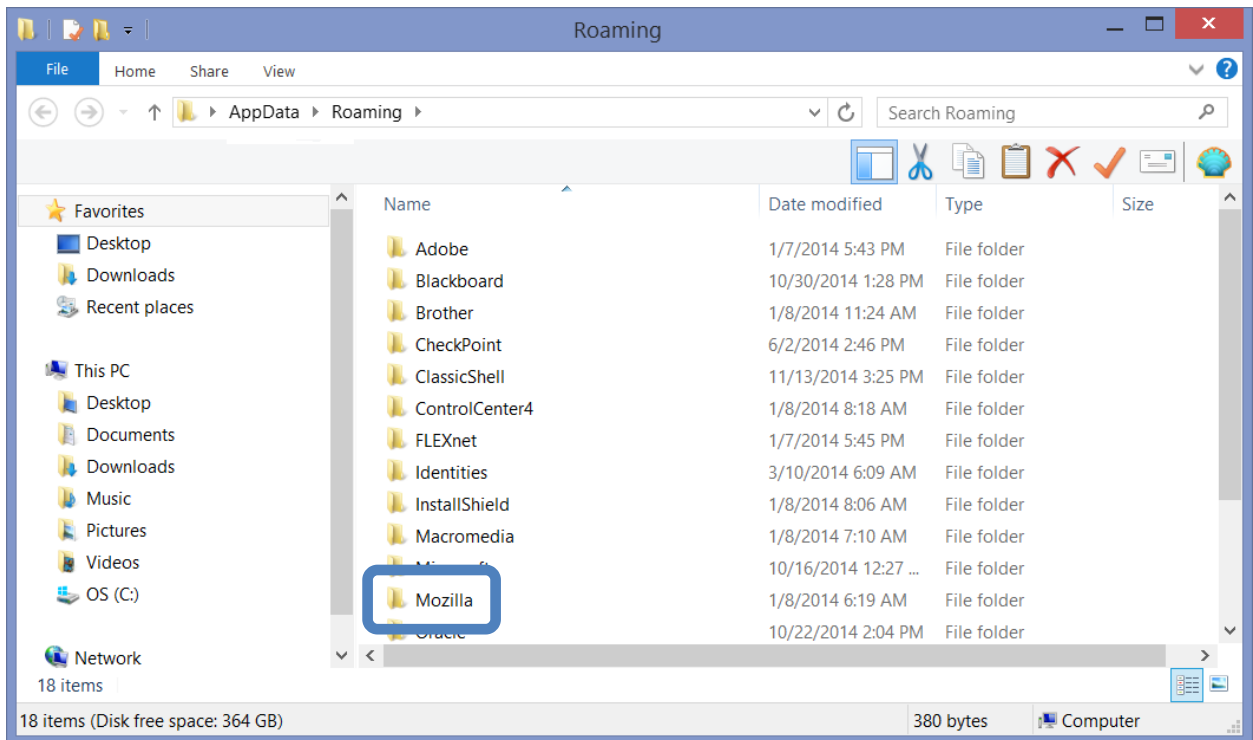 Roaming
File Home Share View
AppData Roaming Search Roaming
Name Date modified Type Size
Favorites
Desktop
Downloads
Recent places
This PC
Desktop
Documents
Downloads
Music
Pictures
Videos
OS (C:)
Network
Adobe 1/7/2014 5:43 PM File folder
Blackboard 10/30/2014 1:28 PM File folder
Brother 1/8/2014 11:24 AM File folder
CheckPoint 6/2/2014 2:46 PM File folder
ClassicShell 11/13/2014 3:25 PM File folder
ControlCenter4 1/8/2014 8:18 AM File folder
FLEXnet 1/7/2014 5:45 PM File folder
Identities 3/10/2014 6:09 AM File folder
InstallShield 1/8/2014 8:06 AM File folder
Macromedia 1/8/2014 7:10 AM File folder
10/16/2014 12:27 ... File folder
Mozilla 1/8/2014 6:19 AM File folder
Oracle 10/22/2014 2:04 PM File folder
18 items
18 items (Disk free space: 364 GB) 380 bytes Computer